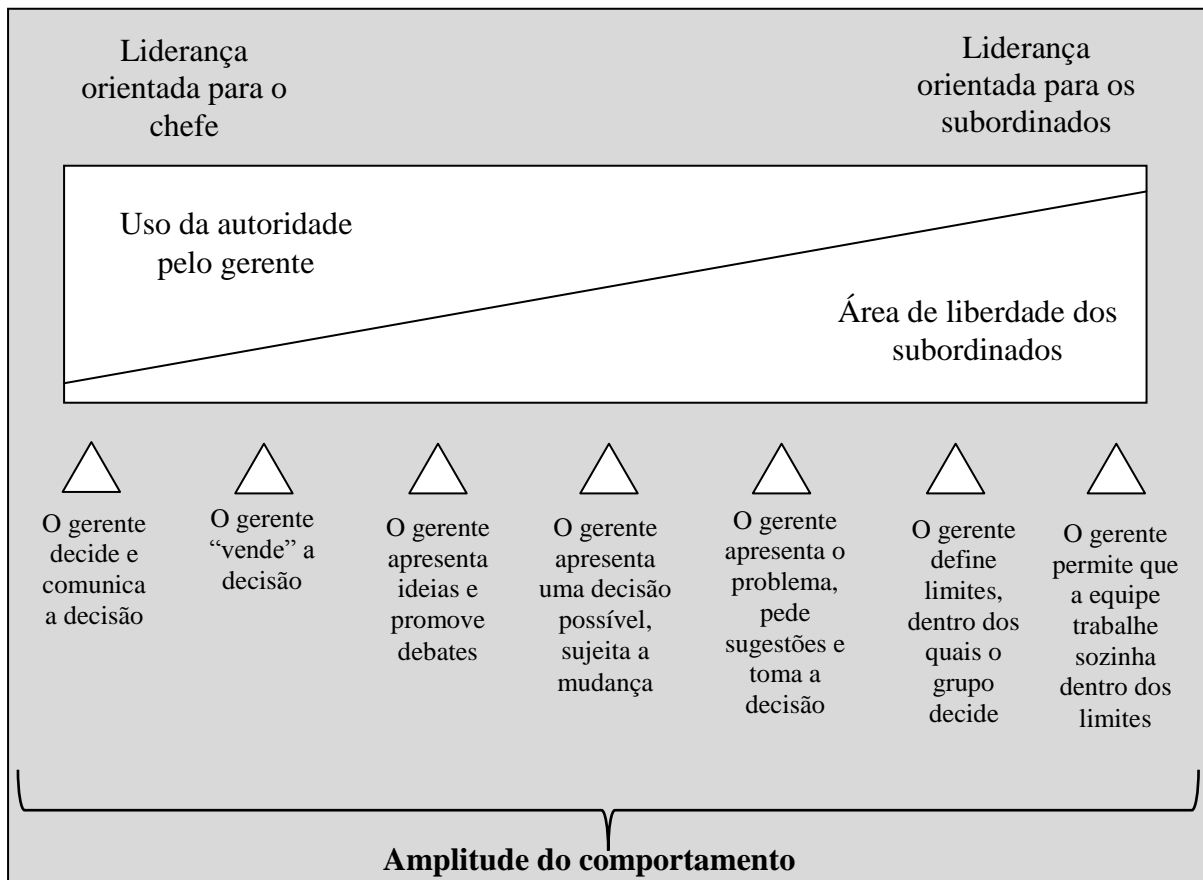 Liderança
orientada para o
chefe
Liderança
orientada para os
subordinados
Uso da autoridade
pelo gerente
Área de liberdade dos
subordinados
O gerente
decide e
comunica
a decisão
O gerente
“vende” a
decisão
O gerente
apresenta
ideias e
promove
debates
O gerente
apresenta
uma decisão
possível,
sujeita a
mudança
O gerente
apresenta o
problema,
pede
sugestões e
toma a
decisão
O gerente
define
limites,
dentro dos
quais o
grupo
decide
O gerente
permite que
a equipe
trabalhe
sozinha
dentro dos
limites
Amplitude do comportamento